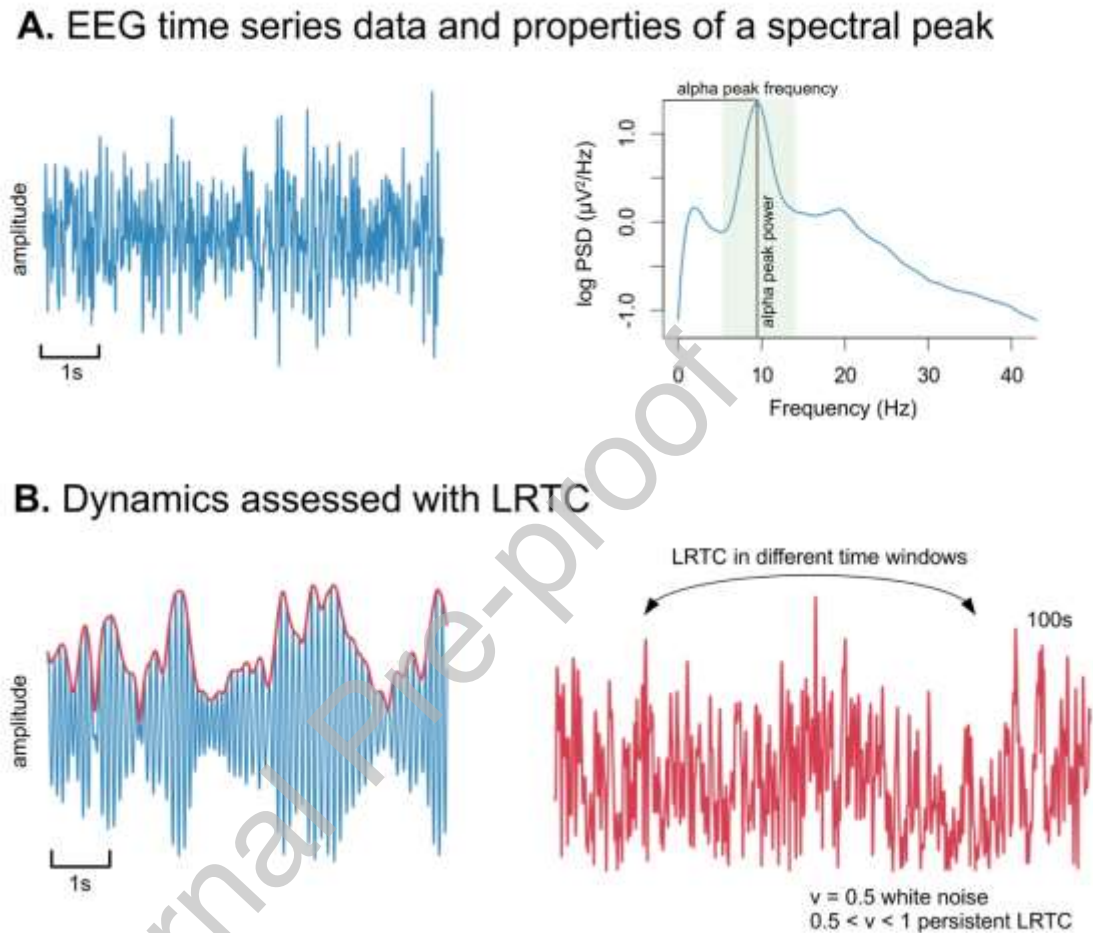 A. EEG time series data and properties of a spectral peak
amplitude
1s
alpha peak frequency
log PSD (µV²/Hz)
1.0
0.0
-1.0
alpha peak power
0
10
20
30
40
Frequency (Hz)
B. Dynamics assessed with LRTC
amplitude
1s
LRTC in different time windows
100s
v = 0.5 white noise
0.5 < v < 1 persistent LRTC
rnal Pre-proof